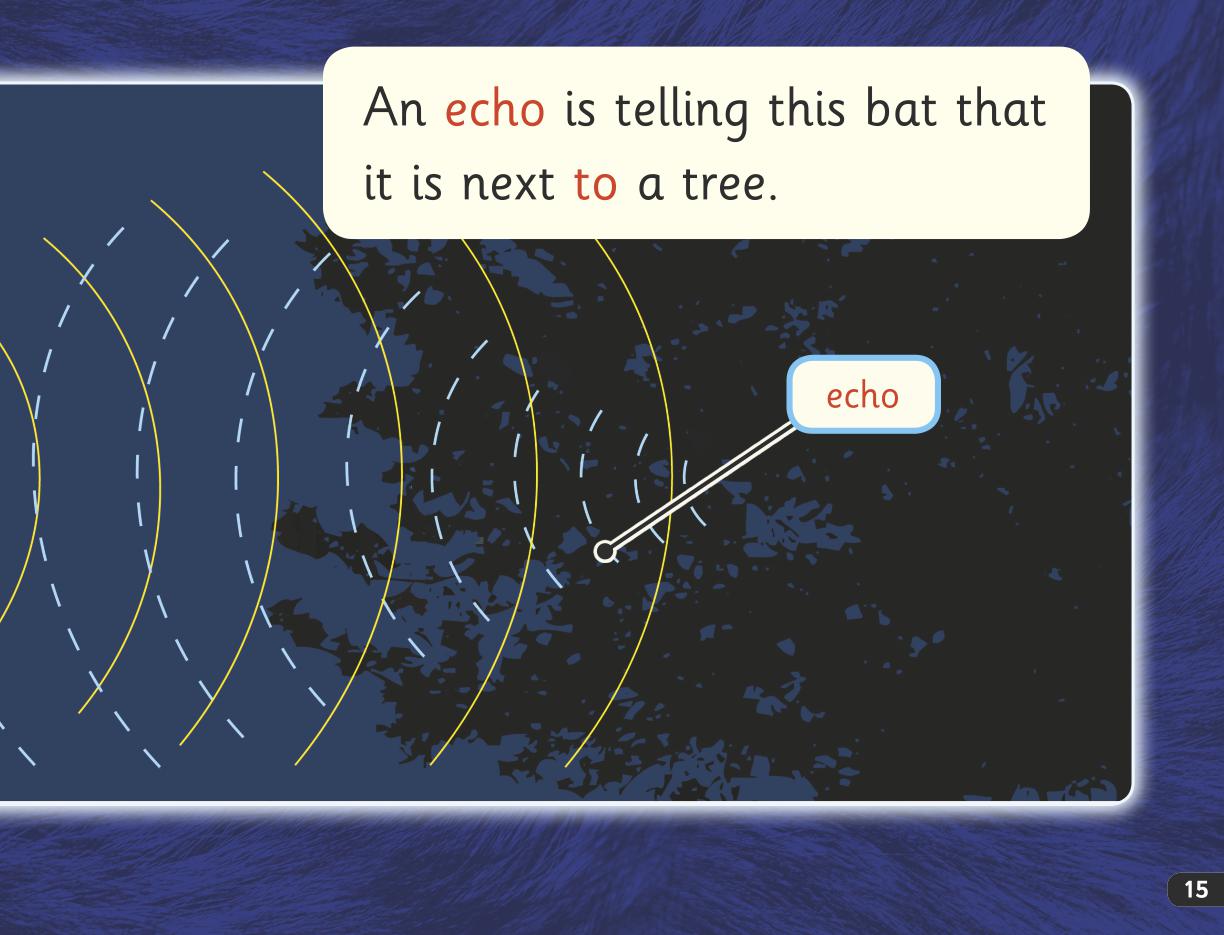 An echo is telling this bat that
it is next to a tree.
echo
15